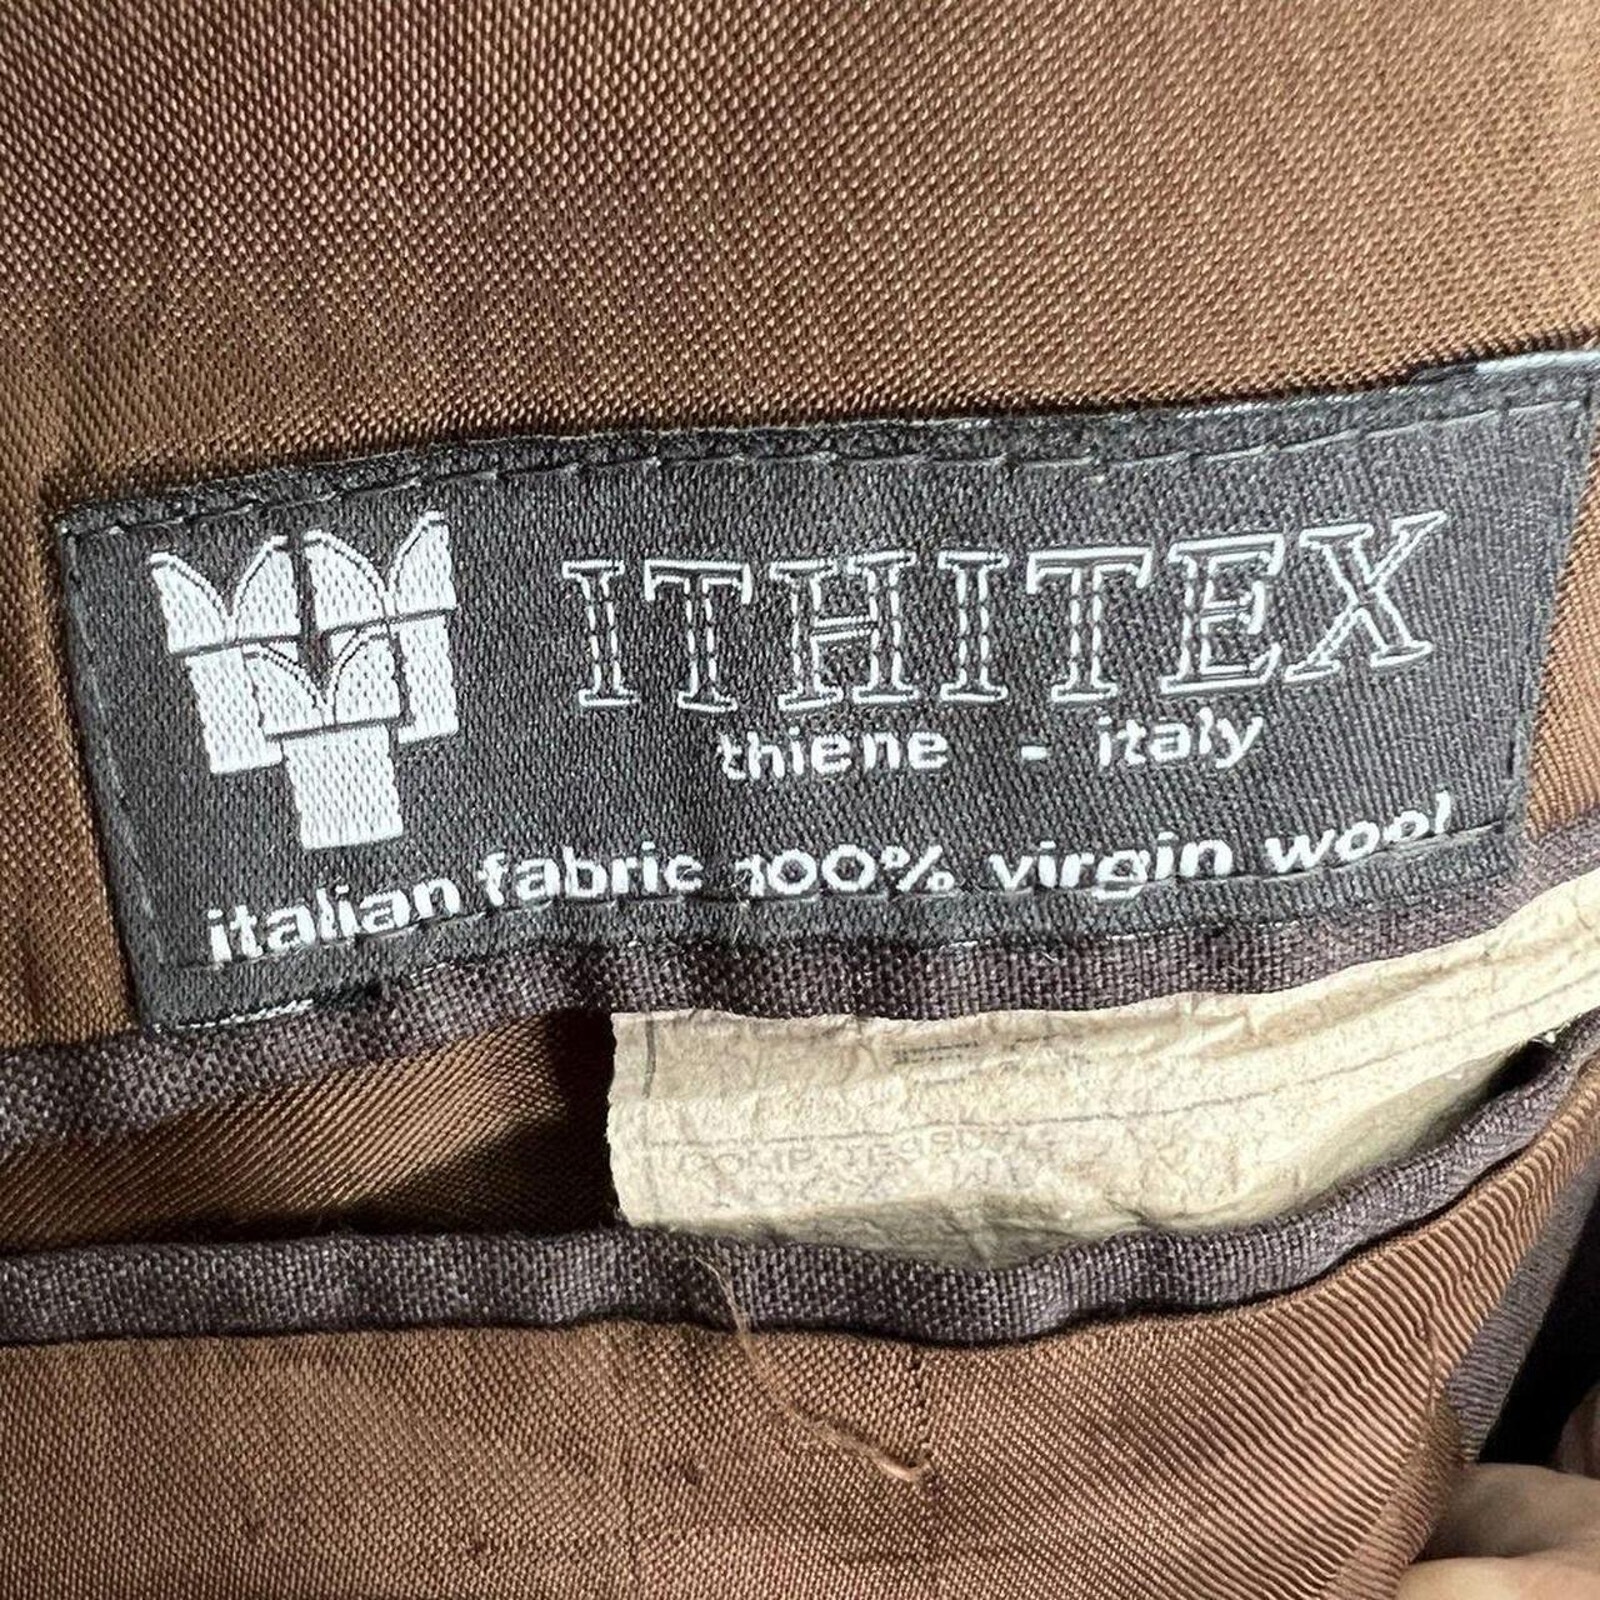 ITHITEX
thiene - italy
italian fabric 100% virgin wool